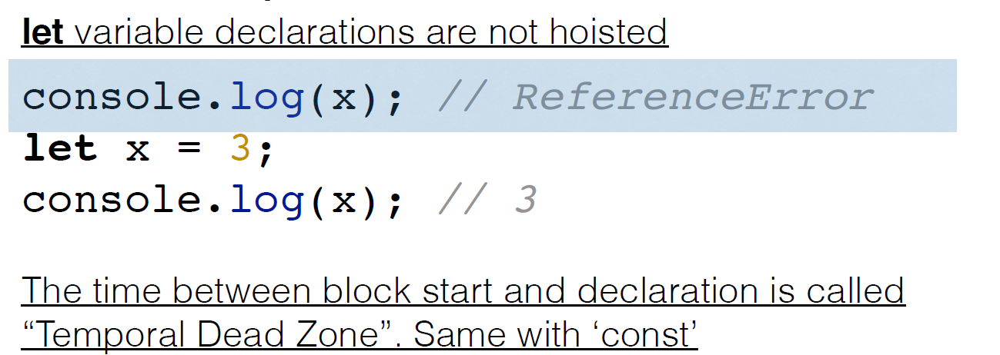 let variable declarations are not hoisted
console.log(x); // ReferenceError
let x = 3;
console.log(x); // 3
The time between block start and declaration is called
“Temporal Dead Zone”. Same with ‘const’